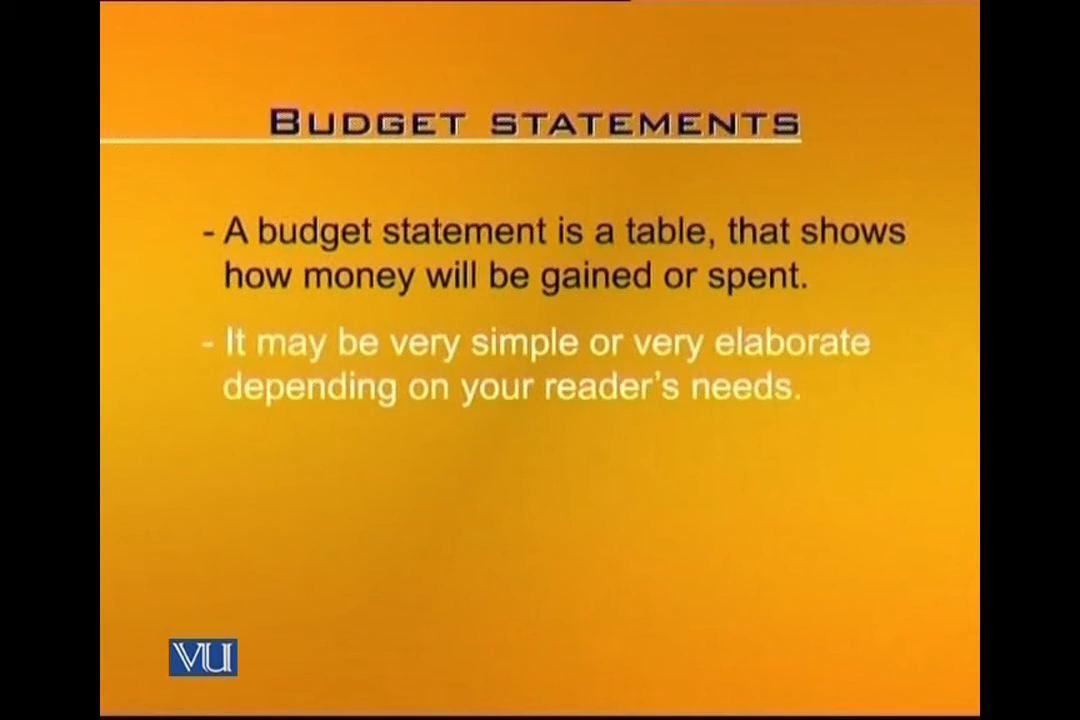 BUDGET STATEMENTS
- A budget statement is a table, that shows
how money will be gained or spent.
- It may be very simple or very elaborate
depending on your reader's needs.
VU